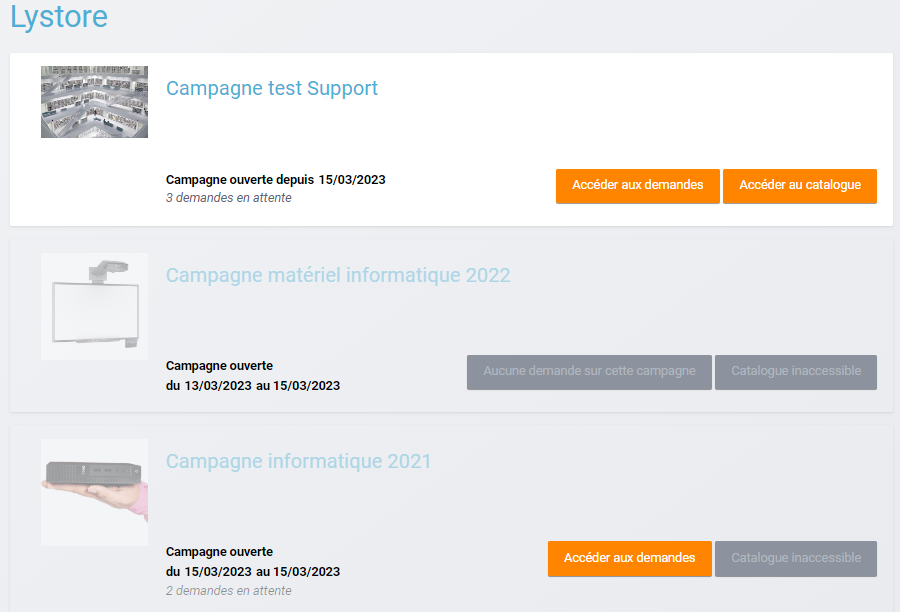 Lystore
Campagne test Support
Campagne ouverte depuis 15/03/2023
3 demandes en attente
Accéder aux demandes
Accéder au catalogue
Campagne matériel informatique 2022
Campagne ouverte
du 13/03/2023 au 15/03/2023
Aucune demande sur cette campagne
Catalogue inaccessible
Campagne informatique 2021
Campagne ouverte
du 15/03/2023 au 15/03/2023
2 demandes en attente
Accéder aux demandes
Catalogue inaccessible